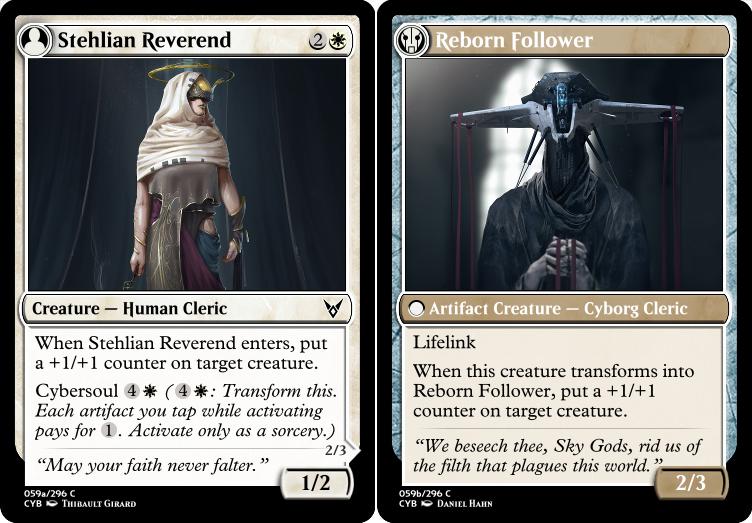 Stehlian Reverend 2
Creature — Human Cleric
When Stehlian Reverend enters, put
a +1/+1 counter on target creature.
Cybersoul 4 ( 4 : Transform this.
Each artifact you tap while activating
pays for 1. Activate only as a sorcery.)
2/3
“May your faith never falter.”
1/2
059a/296 C
CYB Thibault Girard
Reborn Follower
Artifact Creature — Cyborg Cleric
Lifelink
When this creature transforms into
Reborn Follower, put a +1/+1
counter on target creature.
“We beseech thee, Sky Gods, rid us of
the filth that plagues this world.”
2/3
059b/296 C
CYB Daniel Hahn